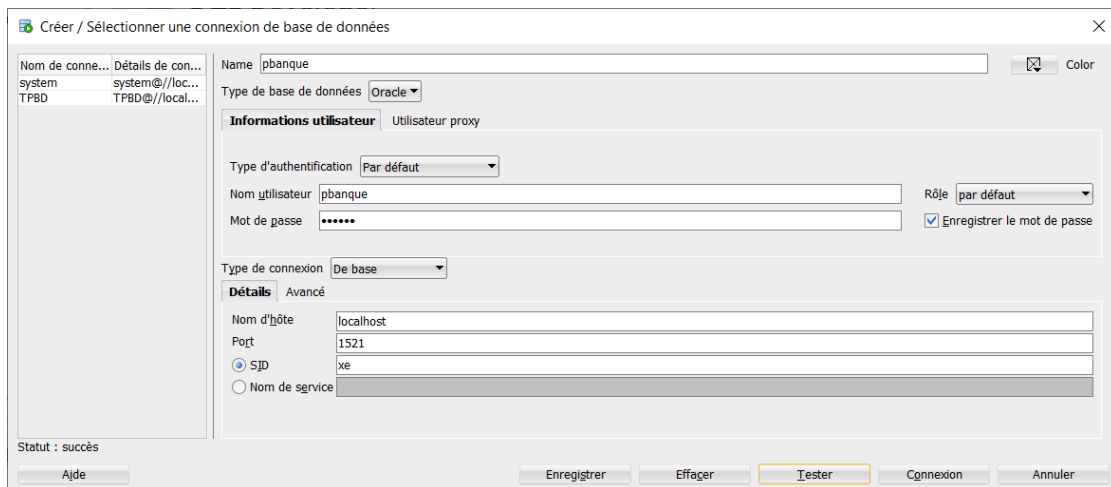 Créer / Sélectionner une connexion de base de données
Nom de conne... Détails de con...
system system@//loc...
TPBD TPBD@//local...
Name pbanque Color
Type de base de données Oracle
Informations utilisateur Utilisateur proxy
Type d'authentification Par défaut
Nom utilisateur pbanque Rôle par défaut
Mot de passe •••••• Enregistrer le mot de passe
Type de connexion De base
Détails Avancé
Nom d'hôte localhost
Port 1521
SID xe
Nom de service
Statut : succès
Aide Enregistrer Effacer Tester Connexion Annuler